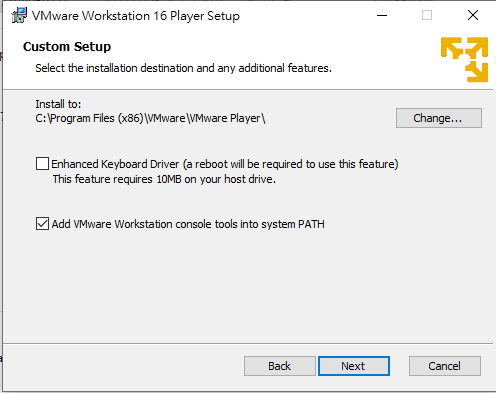 VMware Workstation 16 Player Setup
Custom Setup
Select the installation destination and any additional features.
Install to:
C:\Program Files (x86)\VMware\VMware Player\
Change...
Enhanced Keyboard Driver (a reboot will be required to use this feature)
This feature requires 10MB on your host drive.
Add VMware Workstation console tools into system PATH
Back
Next
Cancel